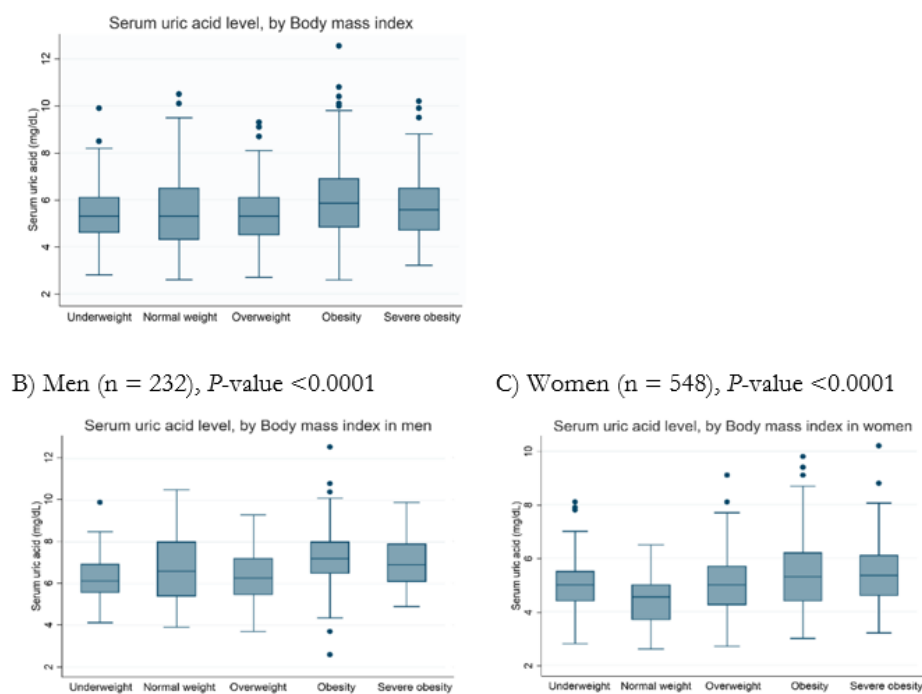 Serum uric acid level, by Body mass index
Serum uric acid (mg/dL)
12
10
8
6
4
2
Underweight Normal weight Overweight Obesity Severe obesity
B) Men (n = 232), P-value <0.0001
C) Women (n = 548), P-value <0.0001
Serum uric acid level, by Body mass index in men
Serum uric acid (mg/dL)
12
10
8
6
4
2
Underweight Normal weight Overweight Obesity Severe obesity
Serum uric acid level, by Body mass index in women
Serum uric acid (mg/dL)
10
8
6
4
2
Underweight Normal weight Overweight Obesity Severe obesity